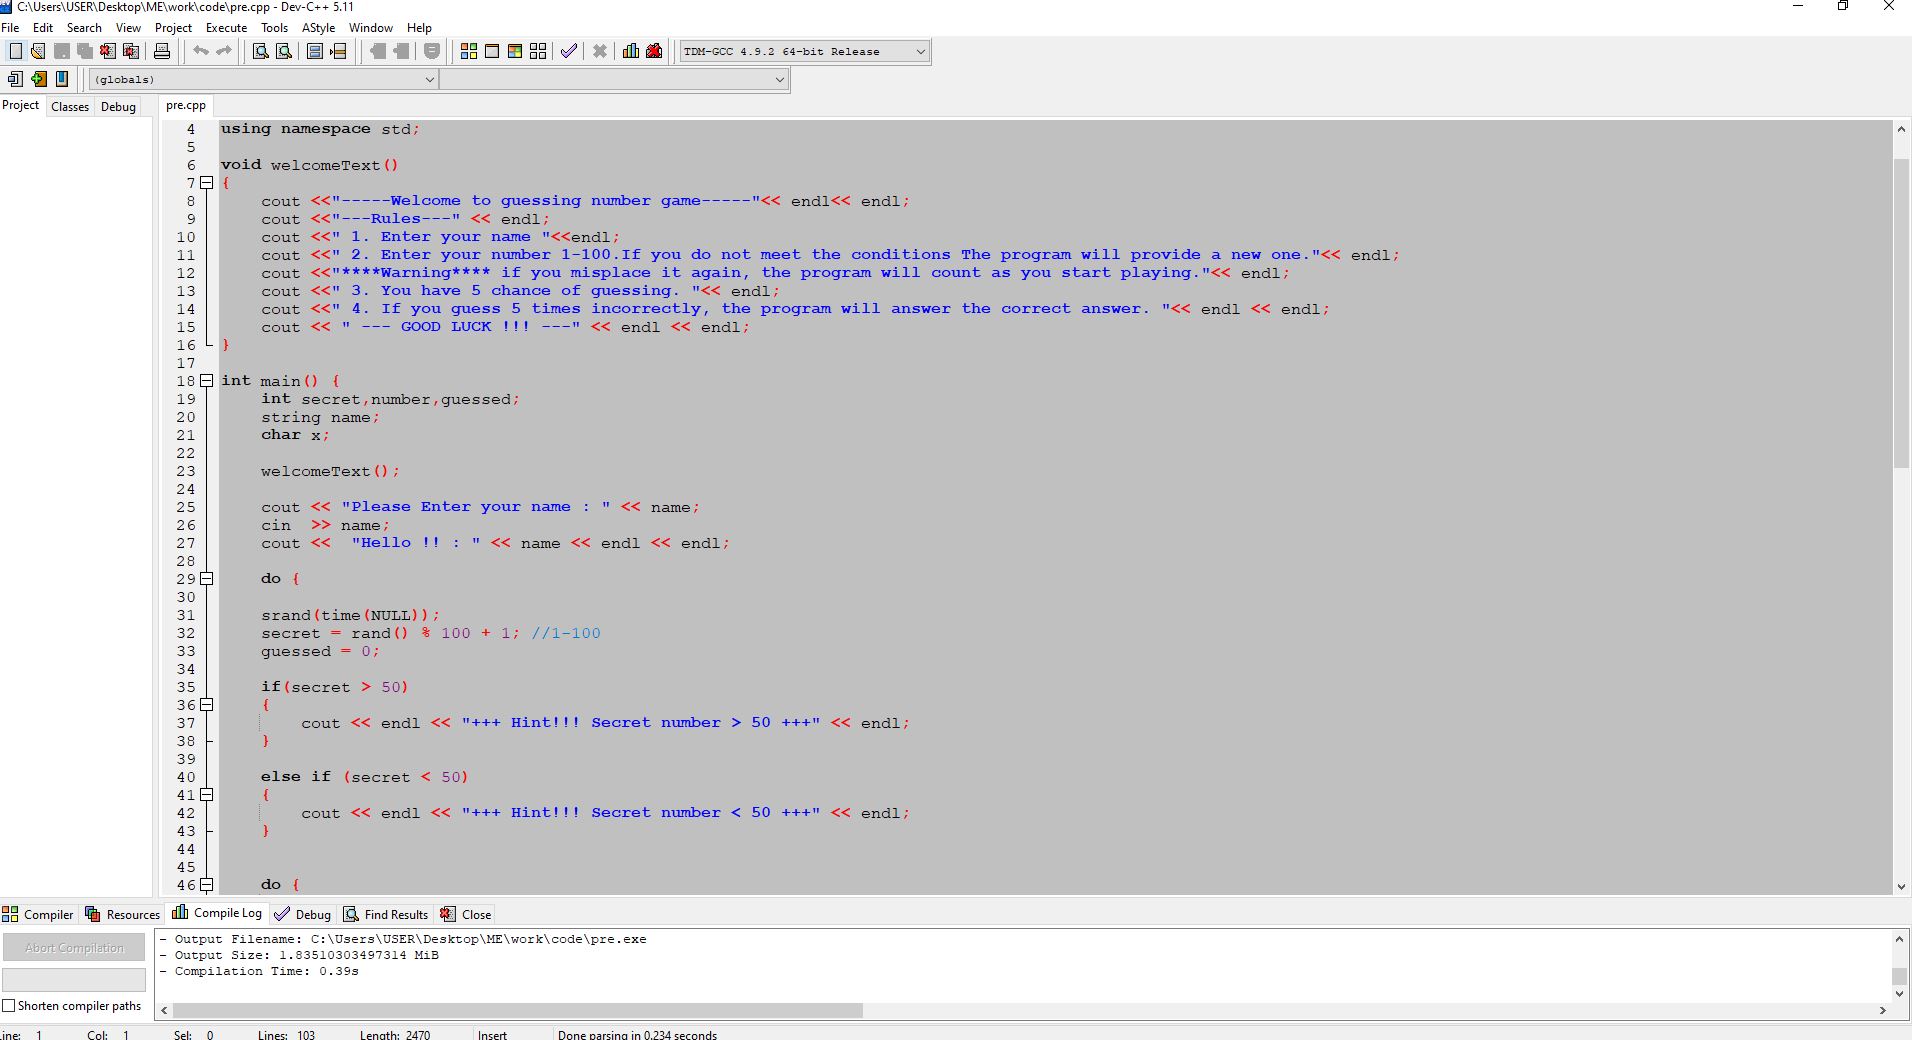 C:\Users\USER\Desktop\ME\work\code\pre.cpp - Dev-C++ 5.11
File Edit Search View Project Execute Tools AStyle Window Help
TDM-GCC 4.9.2 64-bit Release
(globals)
Project Classes Debug pre.cpp
4 using namespace std;
5
6 void welcomeText()
7 {
8 cout <<"-----Welcome to guessing number game-----"<< endl<< endl;
9 cout <<"---Rules---" << endl;
10 cout <<" 1. Enter your name "<<endl;
11 cout <<" 2. Enter your number 1-100.If you do not meet the conditions The program will provide a new one."<< endl;
12 cout <<"****Warning**** if you misplace it again, the program will count as you start playing."<< endl;
13 cout <<" 3. You have 5 chance of guessing. "<< endl;
14 cout <<" 4. If you guess 5 times incorrectly, the program will answer the correct answer. "<< endl << endl;
15 cout << " --- GOOD LUCK !!! ---" << endl << endl;
16 }
17
18 int main() {
19 int secret,number,guessed;
20 string name;
21 char x;
22
23 welcomeText();
24
25 cout << "Please Enter your name : " << name;
26 cin >> name;
27 cout << "Hello !! : " << name << endl << endl;
28
29 do {
30
31 srand(time(NULL));
32 secret = rand() % 100 + 1; //1-100
33 guessed = 0;
34
35 if(secret > 50)
36 {
37 cout << endl << "+++ Hint!!! Secret number > 50 +++" << endl;
38 }
39
40 else if (secret < 50)
41 {
42 cout << endl << "+++ Hint!!! Secret number < 50 +++" << endl;
43 }
44
45
46 do {
Compiler Resources Compile Log Debug Find Results Close
Abort Compilation
- Output Filename: C:\Users\USER\Desktop\ME\work\code\pre.exe
- Output Size: 1.83510303497314 MiB
- Compilation Time: 0.39s
Shorten compiler paths
ine: 1 Col: 1 Sel: 0 Lines: 103 Length: 2470 Insert Done parsing in 0.234 seconds